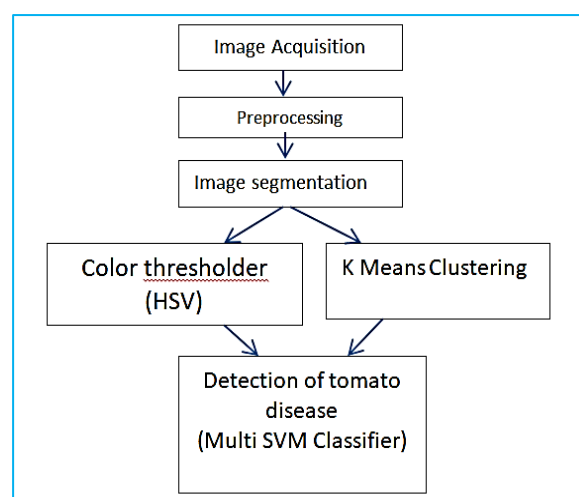 Image Acquisition
Preprocessing
Image segmentation
Color thresholder
(HSV)
K Means Clustering
Detection of tomato
disease
(Multi SVM Classifier)